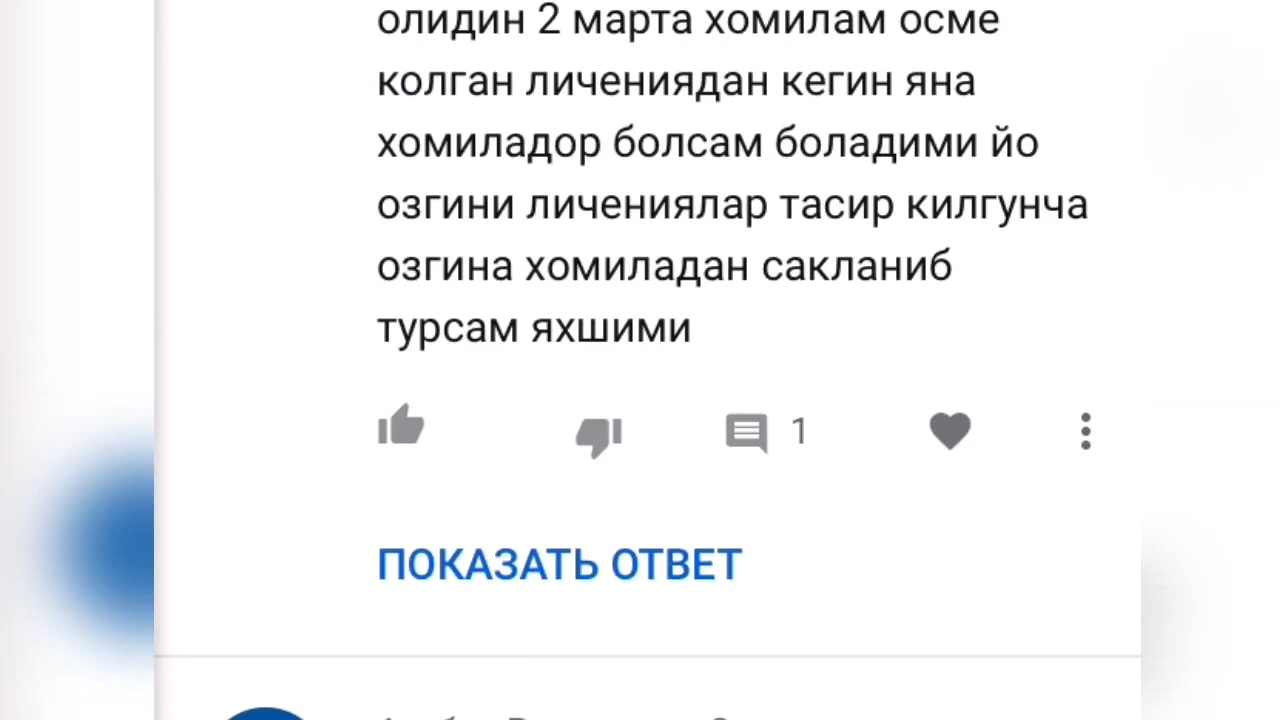 олидин 2 марта хомилам осме
колган личениядан кегин яна
хомиладор болсам боладими йо
озгини личениялар тасир килгунча
озгина хомиладан сакланиб
турсам яхшими
1
ПОКАЗАТЬ ОТВЕТ